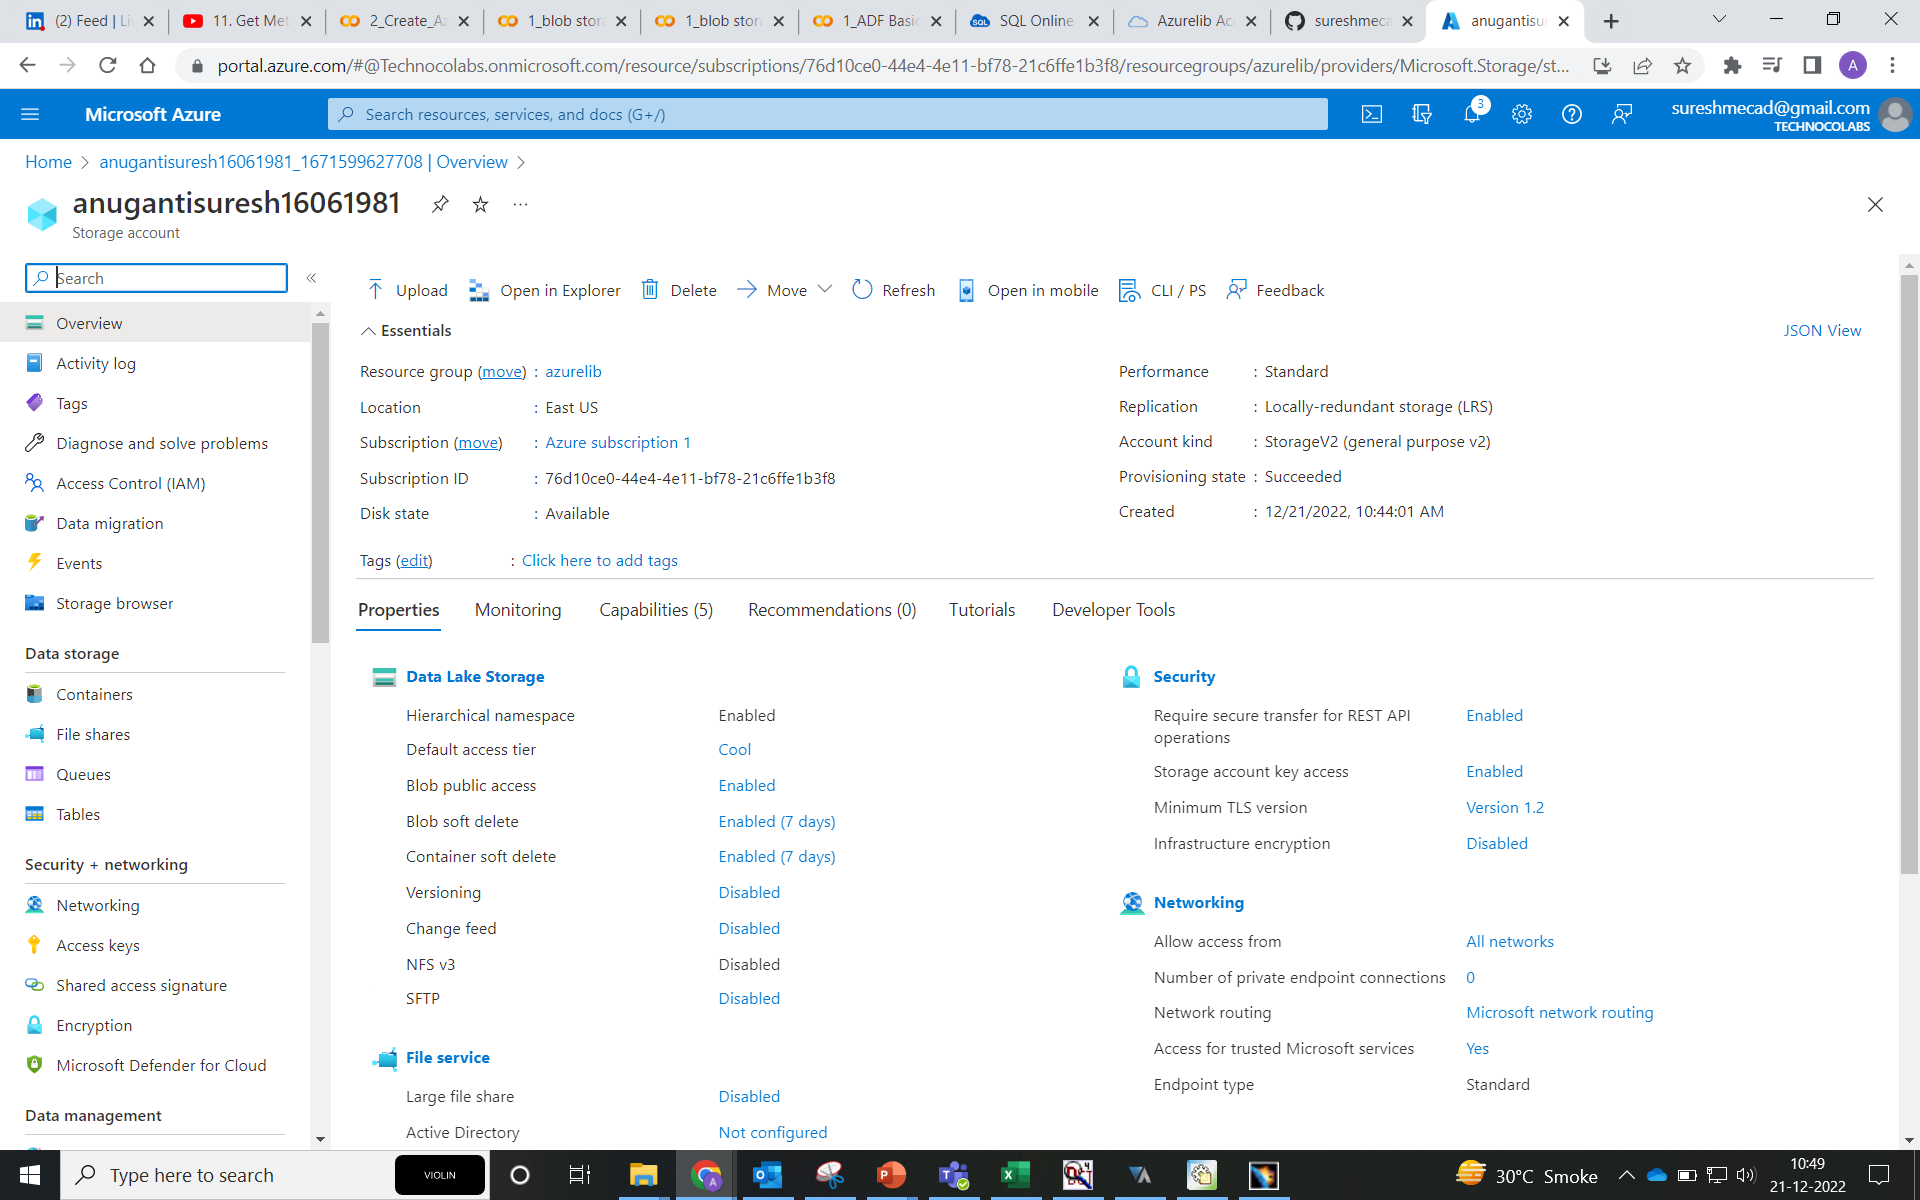 (2) Feed | Li
11. Get Met
2_Create_Az
1_blob stora
1_blob stor
1_ADF Basic
SQL Online
Azurelib Aca
sureshmeca
anugantisur
portal.azure.com/#@Technocolabs.onmicrosoft.com/resource/subscriptions/76d10ce0-44e4-4e11-bf78-21c6ffe1b3f8/resourcegroups/azurelib/providers/Microsoft.Storage/st...
A
Microsoft Azure
Search resources, services, and docs (G+/)
3
sureshmecad@gmail.com
TECHNOCOLABS
Home > anugantisuresh16061981_1671599627708 | Overview >
anugantisuresh16061981
Storage account
Search
Overview
Activity log
Tags
Diagnose and solve problems
Access Control (IAM)
Data migration
Events
Storage browser
Data storage
Containers
File shares
Queues
Tables
Security + networking
Networking
Access keys
Shared access signature
Encryption
Microsoft Defender for Cloud
Data management
Upload
Open in Explorer
Delete
Move
Refresh
Open in mobile
CLI / PS
Feedback
Essentials
JSON View
Resource group (move) : azurelib
Location : East US
Subscription (move) : Azure subscription 1
Subscription ID : 76d10ce0-44e4-4e11-bf78-21c6ffe1b3f8
Disk state : Available
Performance : Standard
Replication : Locally-redundant storage (LRS)
Account kind : StorageV2 (general purpose v2)
Provisioning state : Succeeded
Created : 12/21/2022, 10:44:01 AM
Tags (edit) : Click here to add tags
Properties
Monitoring
Capabilities (5)
Recommendations (0)
Tutorials
Developer Tools
Data Lake Storage
Hierarchical namespace Enabled
Default access tier Cool
Blob public access Enabled
Blob soft delete Enabled (7 days)
Container soft delete Enabled (7 days)
Versioning Disabled
Change feed Disabled
NFS v3 Disabled
SFTP Disabled
File service
Large file share Disabled
Active Directory Not configured
Security
Require secure transfer for REST API Enabled
operations
Storage account key access Enabled
Minimum TLS version Version 1.2
Infrastructure encryption Disabled
Networking
Allow access from All networks
Number of private endpoint connections 0
Network routing Microsoft network routing
Access for trusted Microsoft services Yes
Endpoint type Standard
Type here to search
VIOLIN
30°C Smoke
10:49
21-12-2022